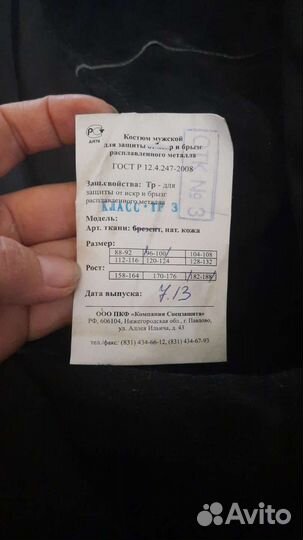 АЯ78
Костюм мужской
для защиты от искр и брызг
расплавленного металла
ГОСТ Р 12.4.247-2008
ОТК № 3
Защ.свойства: Тр - для
защиты от искр и брызг
расплавленного металла
КЛАСС - ТР 3
Модель:
Арт. ткани: брезент, нат. кожа
Размер:
88-92 96-100 104-108
112-116 120-124 128-132
Рост:
158-164 170-176 182-188
Дата выпуска: 7.13
ООО ПКФ «Компания Спецзащита»
РФ, 606104, Нижегородская обл., г. Павлово,
ул. Аллея Ильича, д. 43
тел./факс: (831) 434-66-12, (831) 434-67-93
Avito